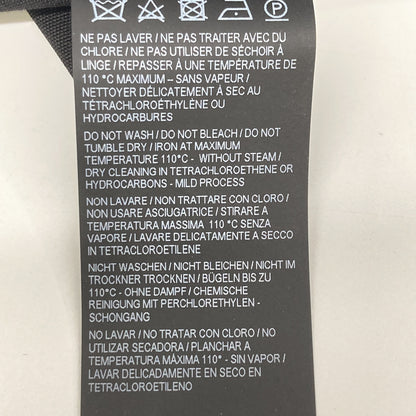 NE PAS LAVER / NE PAS TRAITER AVEC DU
CHLORE / NE PAS UTILISER DE SÉCHOIR À
LINGE / REPASSER À UNE TEMPÉRATURE DE
110 °C MAXIMUM – SANS VAPEUR /
NETTOYER DÉLICATEMENT À SEC AU
TÉTRACHLOROÉTHYLÈNE OU
HYDROCARBURES
DO NOT WASH / DO NOT BLEACH / DO NOT
TUMBLE DRY / IRON AT MAXIMUM
TEMPERATURE 110°C - WITHOUT STEAM /
DRY CLEANING IN TETRACHLOROETHENE OR
HYDROCARBONS - MILD PROCESS
NON LAVARE / NON TRATTARE CON CLORO /
NON USARE ASCIUGATRICE / STIRARE A
TEMPERATURA MASSIMA 110 °C SENZA
VAPORE / LAVARE DELICATAMENTE A SECCO
IN TETRACLOROETILENE
NICHT WASCHEN / NICHT BLEICHEN / NICHT IM
TROCKNER TROCKNEN / BÜGELN BIS ZU
110°C - OHNE DAMPF / CHEMISCHE
REINIGUNG MIT PERCHLORETHYLEN -
SCHONGANG
NO LAVAR / NO TRATAR CON CLORO / NO
UTILIZAR SECADORA / PLANCHAR A
TEMPERATURA MÁXIMA 110° - SIN VAPOR /
LAVAR DELICADAMENTE EN SECO EN
TETRACLOROETILENO